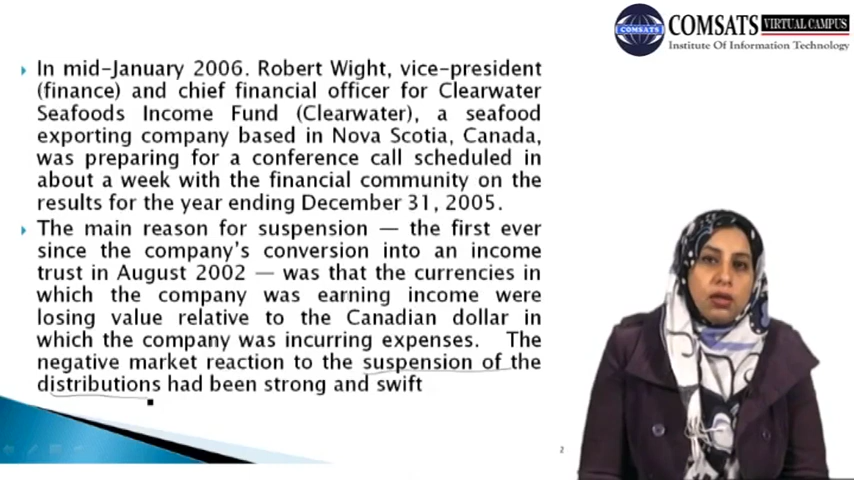 COMSATS VIRTUAL CAMPUS
COMSATS
Institute Of Information Technology
In mid-January 2006. Robert Wight, vice-president
(finance) and chief financial officer for Clearwater
Seafoods Income Fund (Clearwater), a seafood
exporting company based in Nova Scotia, Canada,
was preparing for a conference call scheduled in
about a week with the financial community on the
results for the year ending December 31, 2005.
The main reason for suspension — the first ever
since the company's conversion into an income
trust in August 2002 — was that the currencies in
which the company was earning income were
losing value relative to the Canadian dollar in
which the company was incurring expenses. The
negative market reaction to the suspension of the
distributions had been strong and swift
2